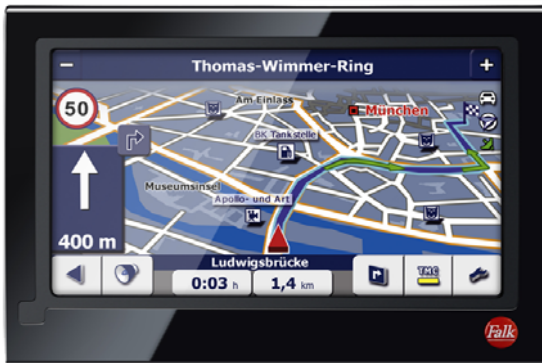 − Thomas-Wimmer-Ring +
50
Am Einlass
München
BK Tankstelle
Museumsinsel
Apollo- und Art
400 m
Ludwigsbrücke
0:03 h 1,4 km
TMC
Falk